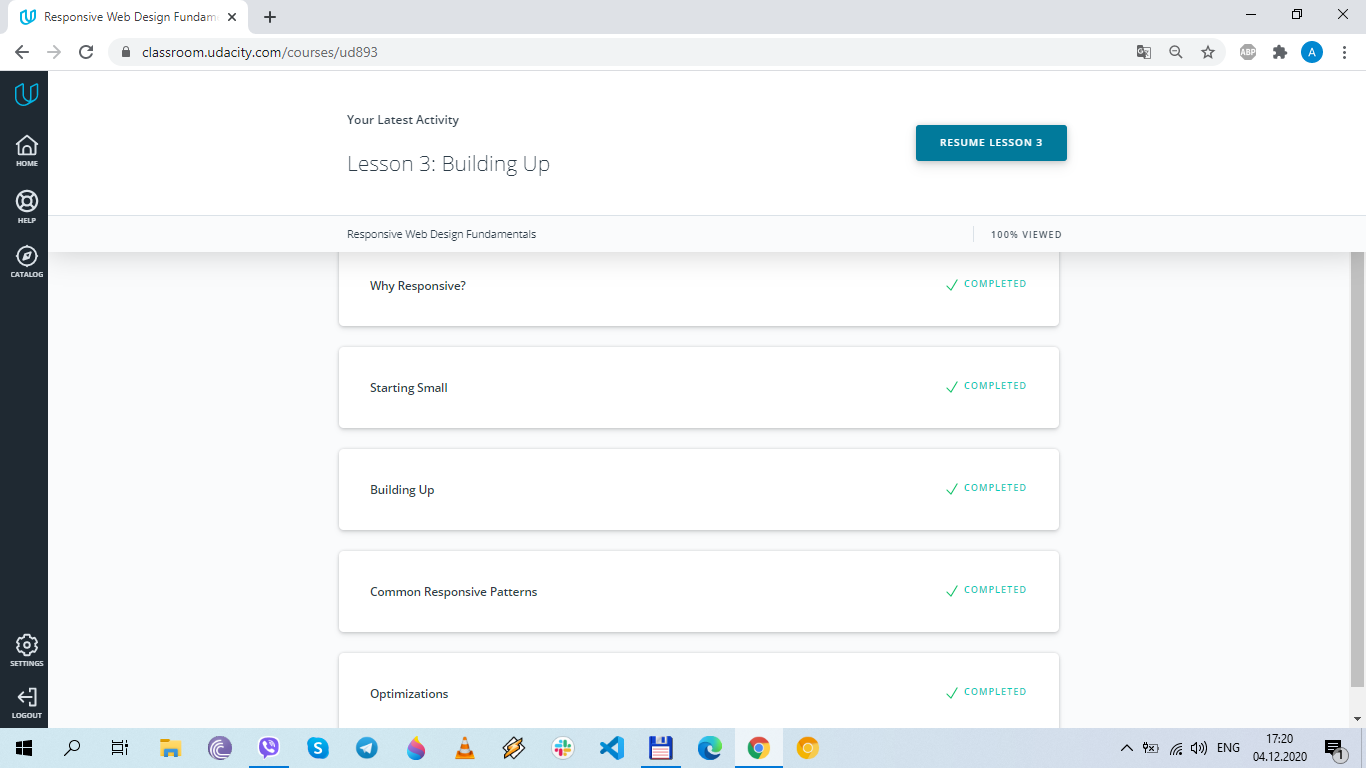 Responsive Web Design Fundam
classroom.udacity.com/courses/ud893
ABP
A
HOME
HELP
CATALOG
SETTINGS
LOGOUT
Your Latest Activity
Lesson 3: Building Up
RESUME LESSON 3
Responsive Web Design Fundamentals
100% VIEWED
Why Responsive?
COMPLETED
Starting Small
COMPLETED
Building Up
COMPLETED
Common Responsive Patterns
COMPLETED
Optimizations
COMPLETED
ENG
17:20
04.12.2020
1